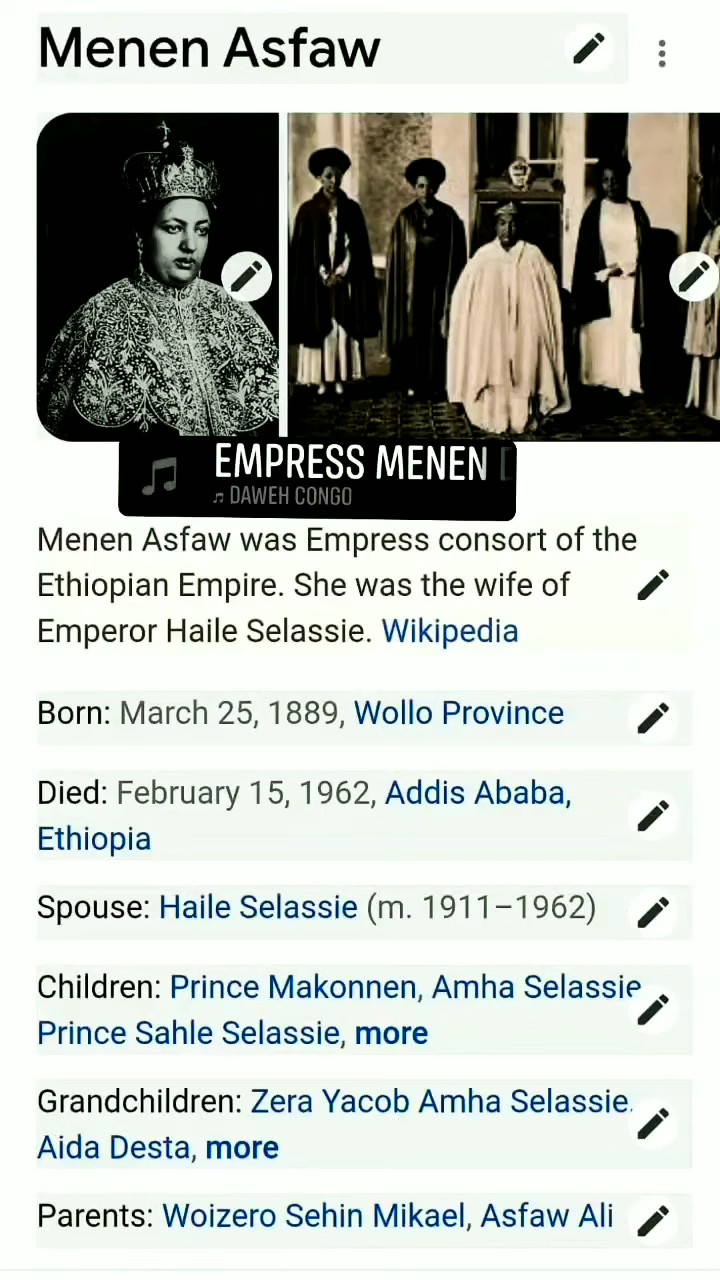 Menen Asfaw
EMPRESS MENEN
♬ DAWEH CONGO
Menen Asfaw was Empress consort of the
Ethiopian Empire. She was the wife of
Emperor Haile Selassie. Wikipedia
Born: March 25, 1889, Wollo Province
Died: February 15, 1962, Addis Ababa,
Ethiopia
Spouse: Haile Selassie (m. 1911–1962)
Children: Prince Makonnen, Amha Selassie
Prince Sahle Selassie, more
Grandchildren: Zera Yacob Amha Selassie.
Aida Desta, more
Parents: Woizero Sehin Mikael, Asfaw Ali